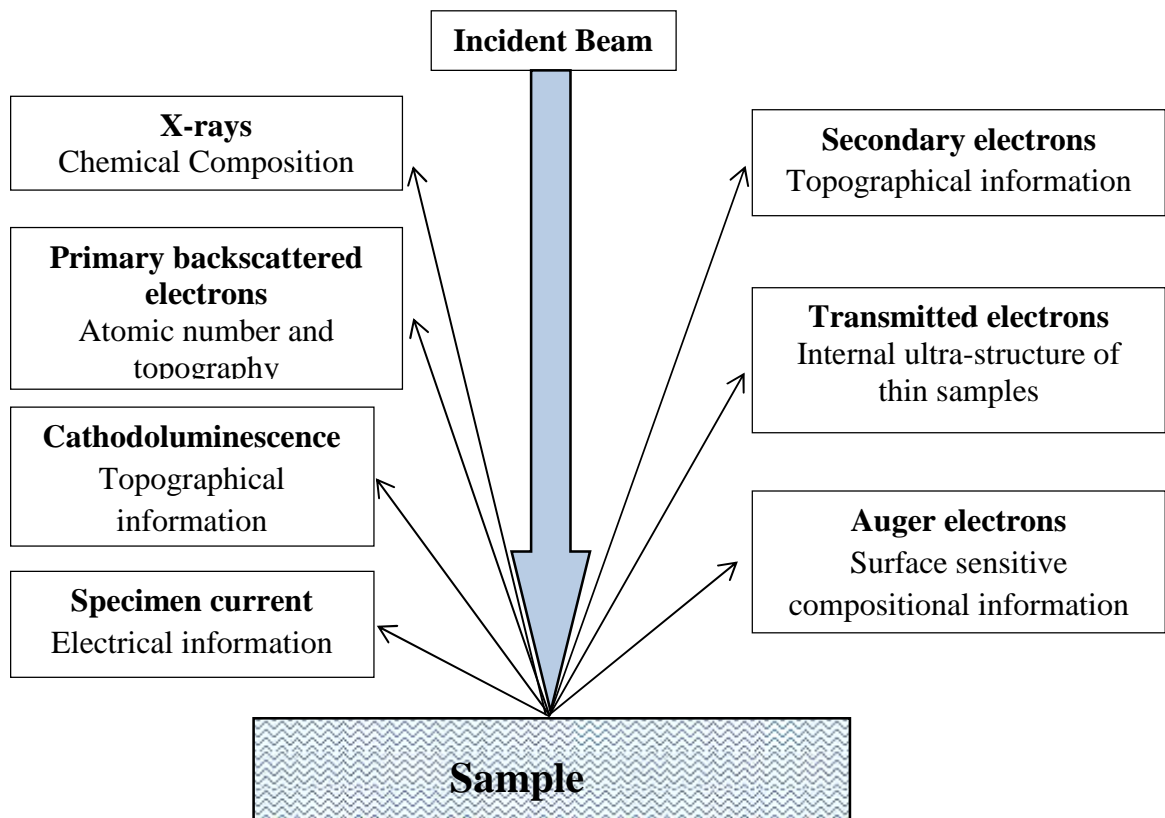 Incident Beam
X-rays
Chemical Composition
Primary backscattered
electrons
Atomic number and
topography
Cathodoluminescence
Topographical
information
Specimen current
Electrical information
Secondary electrons
Topographical information
Transmitted electrons
Internal ultra-structure of
thin samples
Auger electrons
Surface sensitive
compositional information
Sample